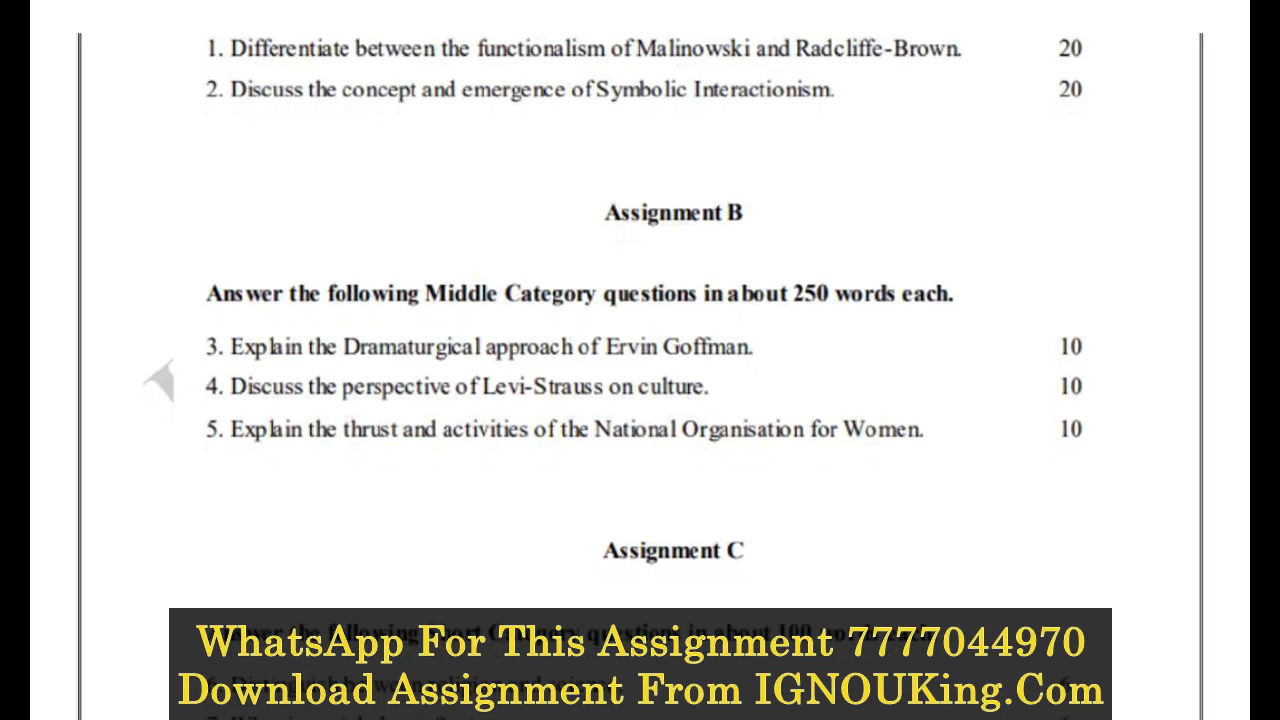 1. Differentiate between the functionalism of Malinowski and Radcliffe-Brown. 20
2. Discuss the concept and emergence of Symbolic Interactionism. 20
Assignment B
Answer the following Middle Category questions in about 250 words each.
3. Explain the Dramaturgical approach of Ervin Goffman. 10
4. Discuss the perspective of Levi-Strauss on culture. 10
5. Explain the thrust and activities of the National Organisation for Women. 10
Assignment C
WhatsApp For This Assignment 7777044970
Download Assignment From IGNOUKing.Com